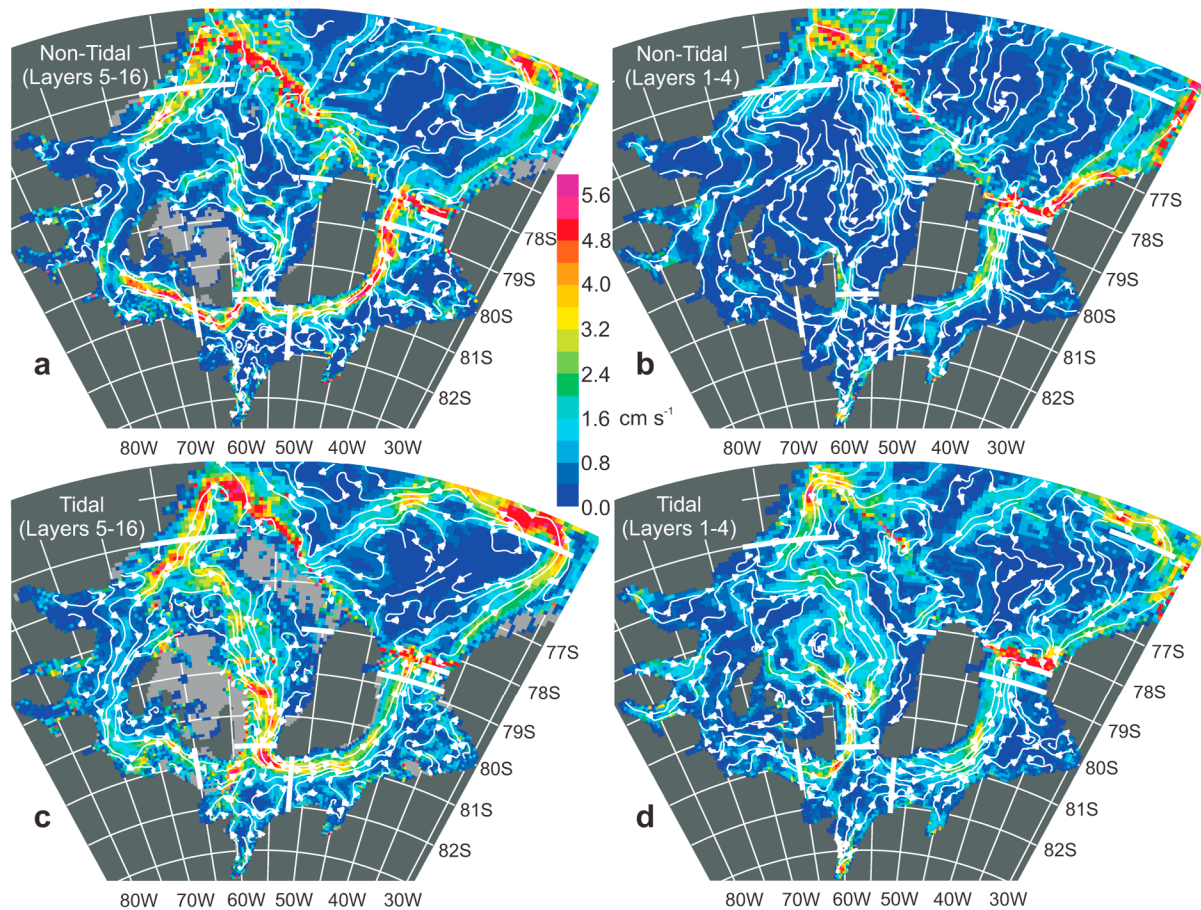 Non-Tidal
(Layers 5-16)
Non-Tidal
(Layers 1-4)
5.6
4.8
4.0
3.2
2.4
1.6
0.8
0.0
cm s⁻¹
77S
78S
79S
80S
81S
82S
78S
79S
80S
81S
82S
a
b
80W 70W 60W 50W 40W 30W
80W 70W 60W 50W 40W 30W
Tidal
(Layers 5-16)
Tidal
(Layers 1-4)
77S
78S
79S
80S
81S
82S
77S
78S
79S
80S
81S
82S
c
d
80W 70W 60W 50W 40W 30W
80W 70W 60W 50W 40W 30W